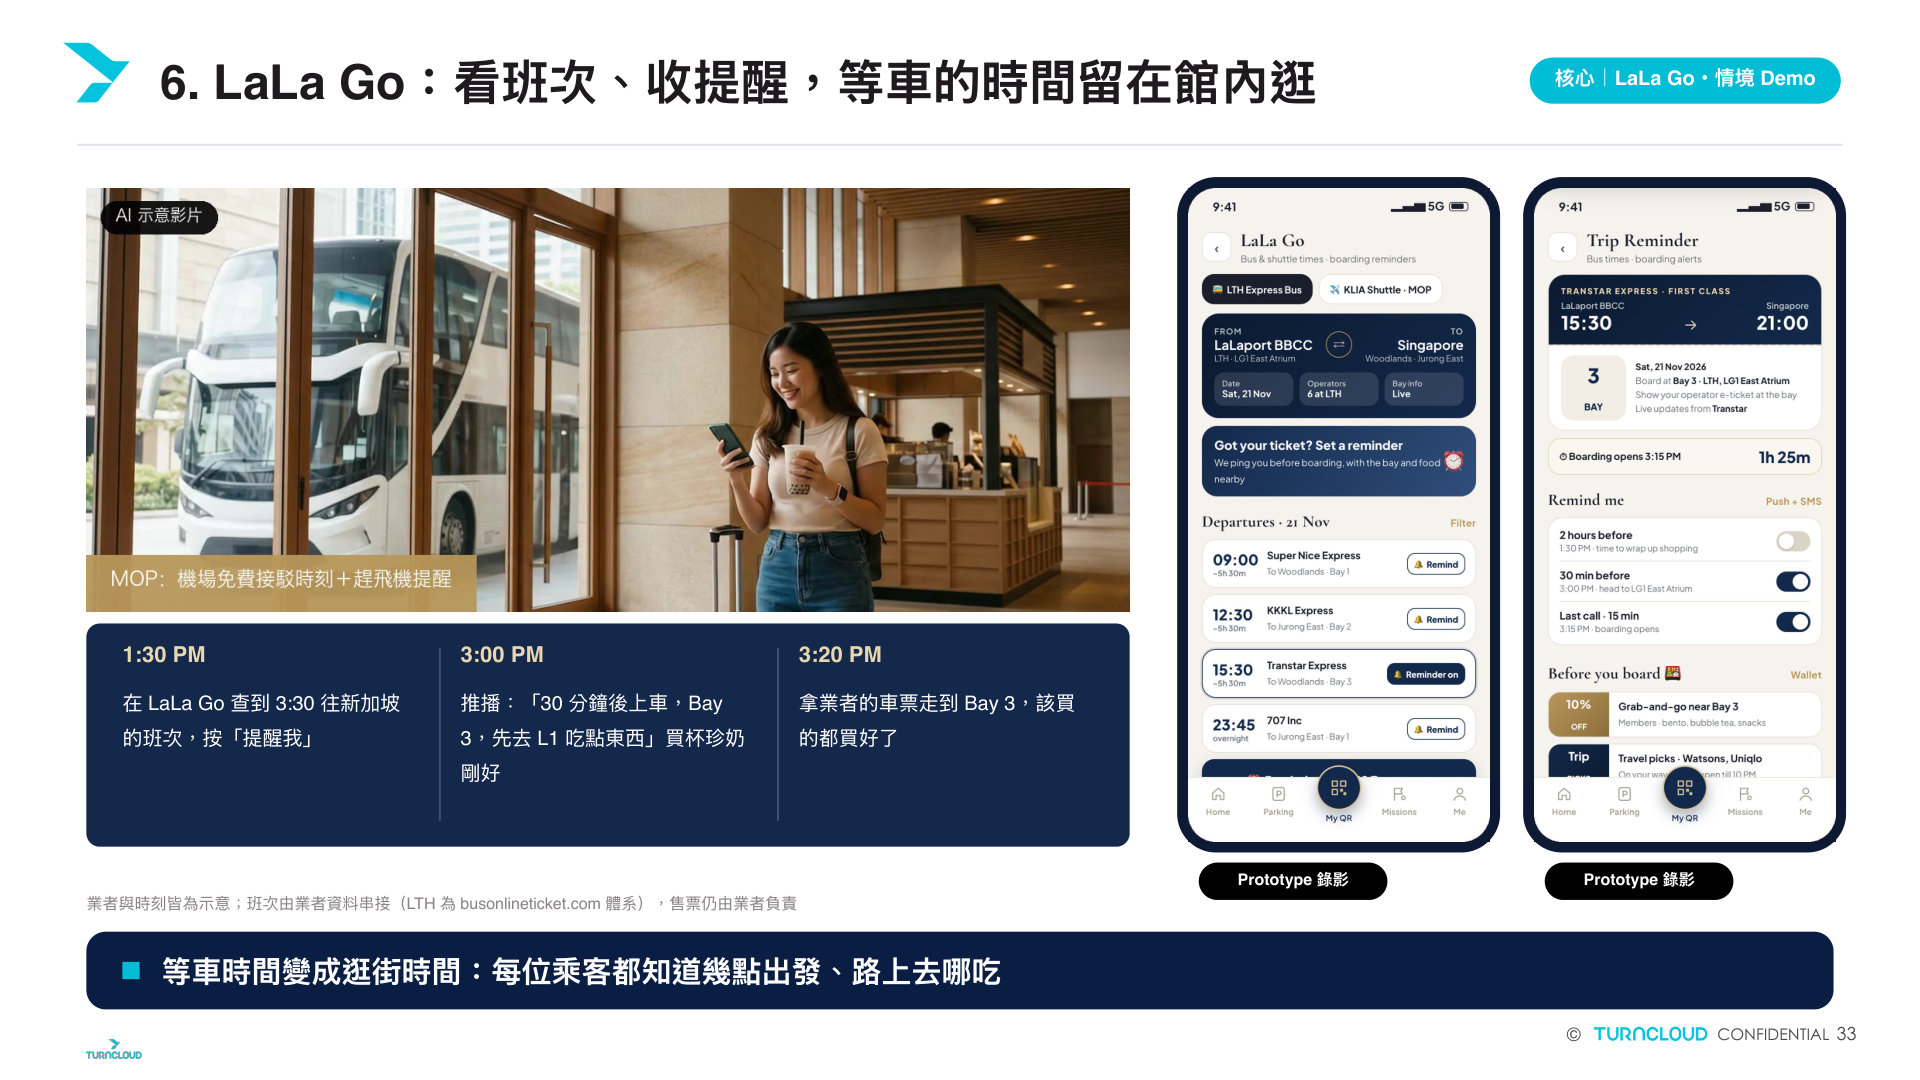 6. LaLa Go：看班次、收提醒，等車的時間留在館內逛
核心｜LaLa Go・情境 Demo
AI 示意影片
MOP：機場免費接駁時刻＋趕飛機提醒
1:30 PM
在 LaLa Go 查到 3:30 往新加坡
的班次，按「提醒我」
3:00 PM
推播：「30 分鐘後上車，Bay
3，先去 L1 吃點東西」買杯珍奶
剛好
3:20 PM
拿業者的車票走到 Bay 3，該買
的都買好了
9:41
5G
LaLa Go
Bus & shuttle times · boarding reminders
LTH Express Bus
KLIA Shuttle · MOP
FROM
TO
LaLaport BBCC
Singapore
LTH · LG1 East Atrium
Woodlands · Jurong East
Date
Sat, 21 Nov
Operators
6 at LTH
Bay info
Live
Got your ticket? Set a reminder
We ping you before boarding, with the bay and food
nearby
Departures · 21 Nov
Filter
09:00
~5h 30m
Super Nice Express
To Woodlands · Bay 1
Remind
12:30
~5h 30m
KKKL Express
To Jurong East · Bay 2
Remind
15:30
~5h 30m
Transtar Express
To Woodlands · Bay 3
Reminder on
23:45
overnight
707 Inc
To Jurong East · Bay 1
Remind
Home
Parking
My QR
Missions
Me
Prototype 錄影
9:41
5G
Trip Reminder
Bus times · boarding alerts
TRANSTAR EXPRESS · FIRST CLASS
LaLaport BBCC
Singapore
15:30
→
21:00
3
BAY
Sat, 21 Nov 2026
Board at Bay 3 · LTH, LG1 East Atrium
Show your operator e-ticket at the bay
Live updates from Transtar
Boarding opens 3:15 PM
1h 25m
Remind me
Push + SMS
2 hours before
1:30 PM · time to wrap up shopping
30 min before
3:00 PM · head to LG1 East Atrium
Last call · 15 min
3:15 PM · boarding opens
Before you board
Wallet
10%
OFF
Grab-and-go near Bay 3
Members · bento, bubble tea, snacks
Trip
Travel picks · Watsons, Uniqlo
Home
Parking
My QR
Missions
Me
Prototype 錄影
業者與時刻皆為示意；班次由業者資料串接（LTH 為 busonlineticket.com 體系），售票仍由業者負責
等車時間變成逛街時間：每位乘客都知道幾點出發、路上去哪吃
TURNCLOUD
© TURNCLOUD CONFIDENTIAL 33